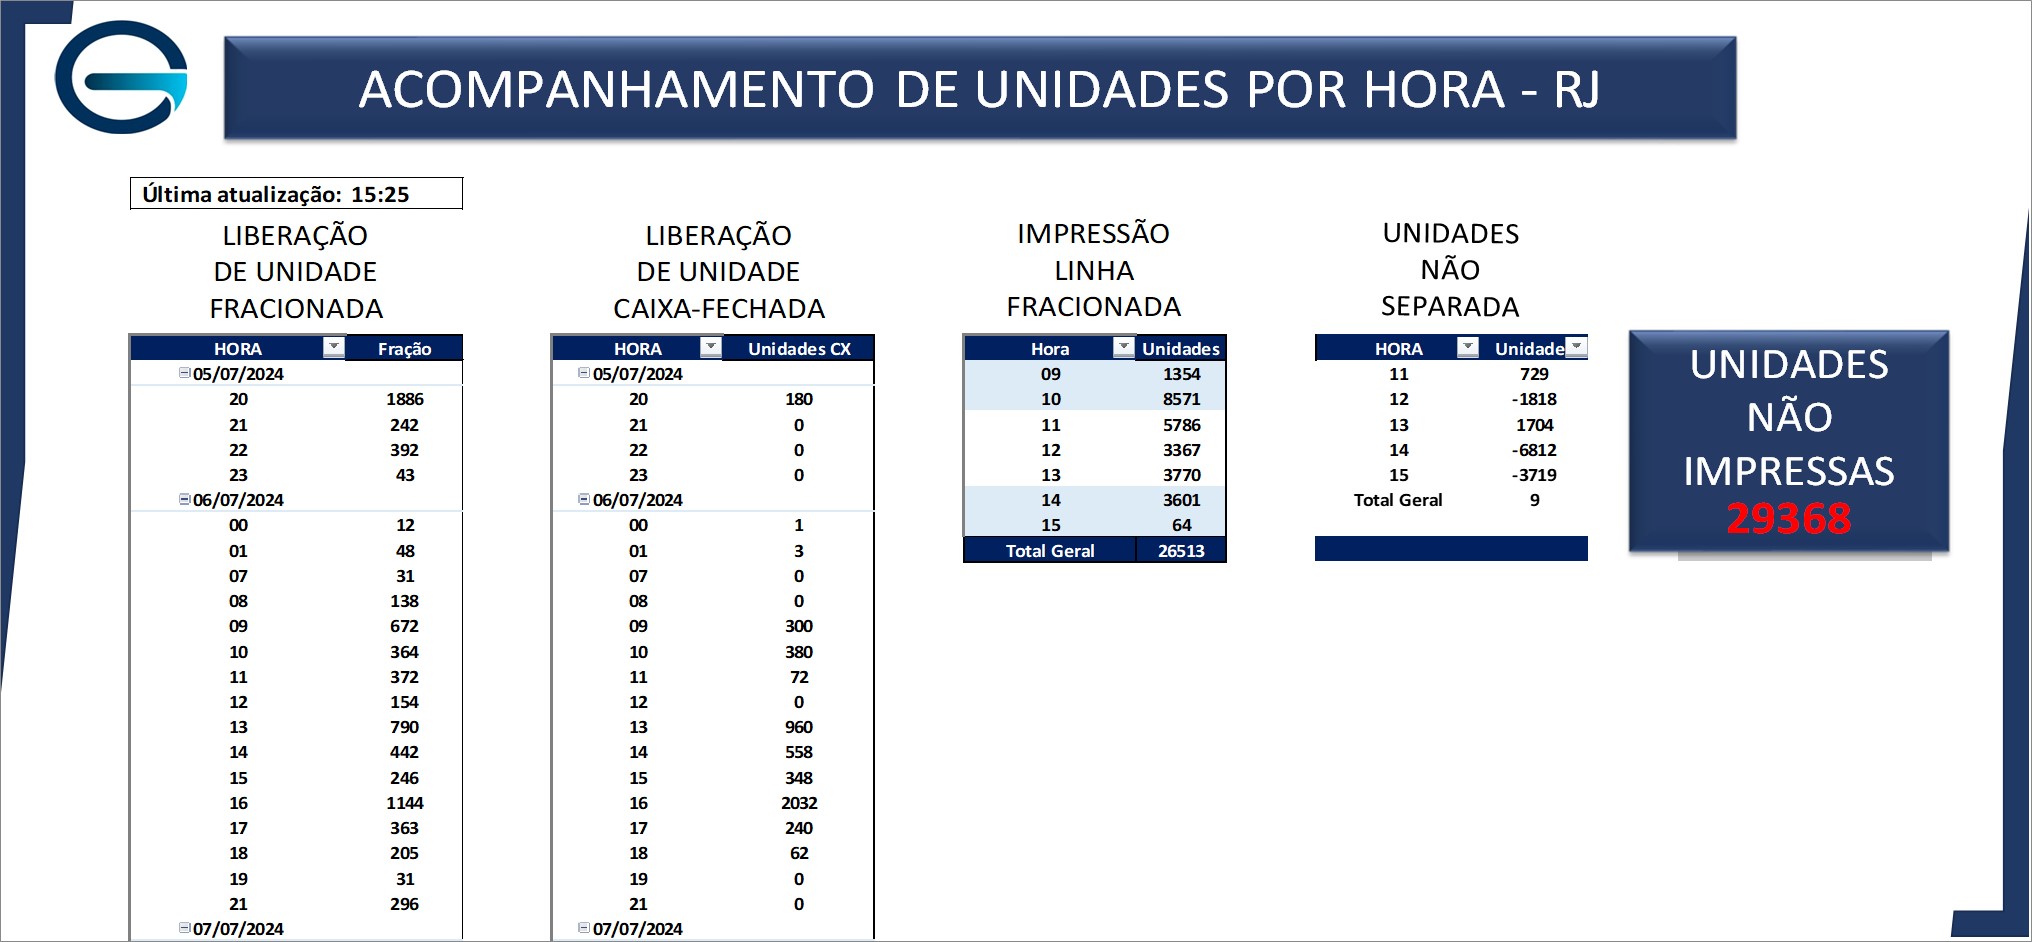 ACOMPANHAMENTO DE UNIDADES POR HORA - RJ
Última atualização: 15:25
LIBERAÇÃO
DE UNIDADE
FRACIONADA
HORA Fração
05/07/2024
20 1886
21 242
22 392
23 43
06/07/2024
00 12
01 48
07 31
08 138
09 672
10 364
11 372
12 154
13 790
14 442
15 246
16 1144
17 363
18 205
19 31
21 296
07/07/2024
LIBERAÇÃO
DE UNIDADE
CAIXA-FECHADA
HORA Unidades CX
05/07/2024
20 180
21 0
22 0
23 0
06/07/2024
00 1
01 3
07 0
08 0
09 300
10 380
11 72
12 0
13 960
14 558
15 348
16 2032
17 240
18 62
19 0
21 0
07/07/2024
IMPRESSÃO
LINHA
FRACIONADA
Hora Unidades
09 1354
10 8571
11 5786
12 3367
13 3770
14 3601
15 64
Total Geral 26513
UNIDADES
NÃO
SEPARADA
HORA Unidade
11 729
12 -1818
13 1704
14 -6812
15 -3719
Total Geral 9
UNIDADES
NÃO
IMPRESSAS
29368